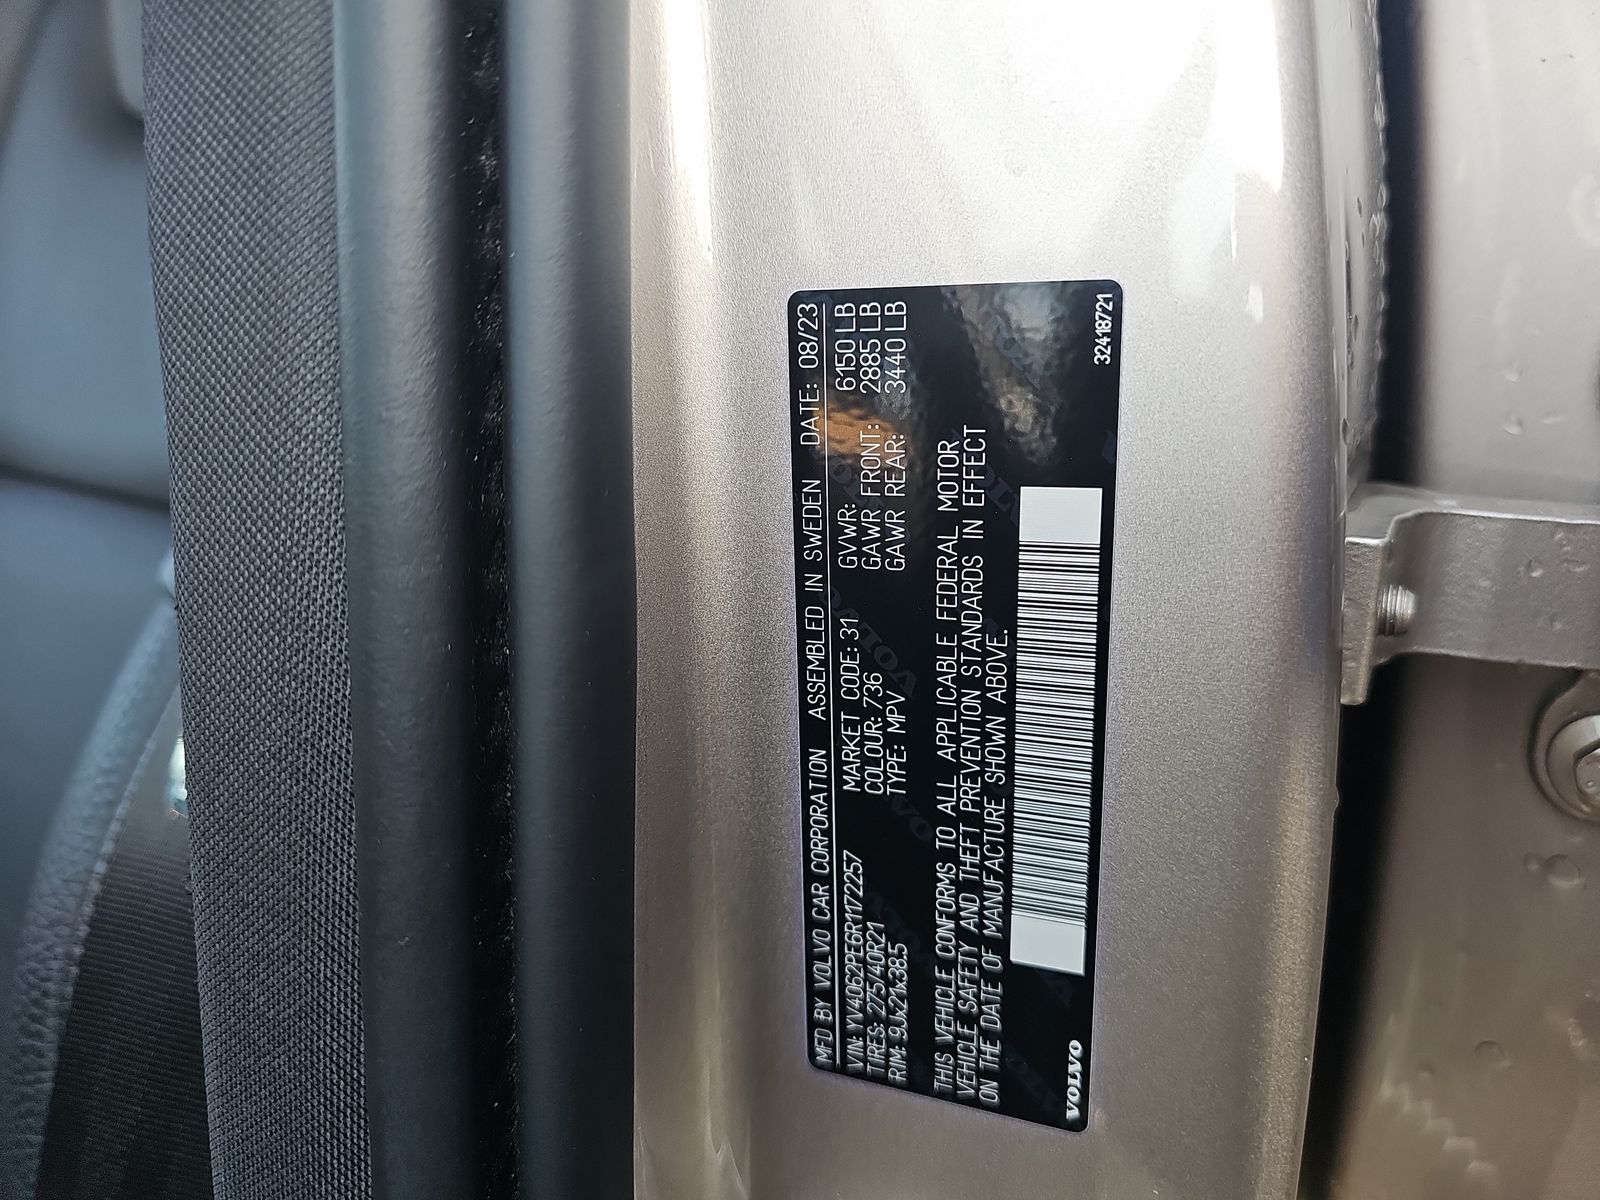 MFD BY VOLVO CAR CORPORATION ASSEMBLED IN SWEDEN DATE: 08/23
VIN: YV4062PE6R1172257 MARKET CODE: 31 GVWR: 6150 LB
TIRES: 275/40R21 COLOUR: 736 GAWR FRONT: 2885 LB
RIM: 9Jx21x38.5 TYPE: MPV GAWR REAR: 3440 LB
THIS VEHICLE CONFORMS TO ALL APPLICABLE FEDERAL MOTOR
VEHICLE SAFETY AND THEFT PREVENTION STANDARDS IN EFFECT
ON THE DATE OF MANUFACTURE SHOWN ABOVE.
VOLVO 32418721